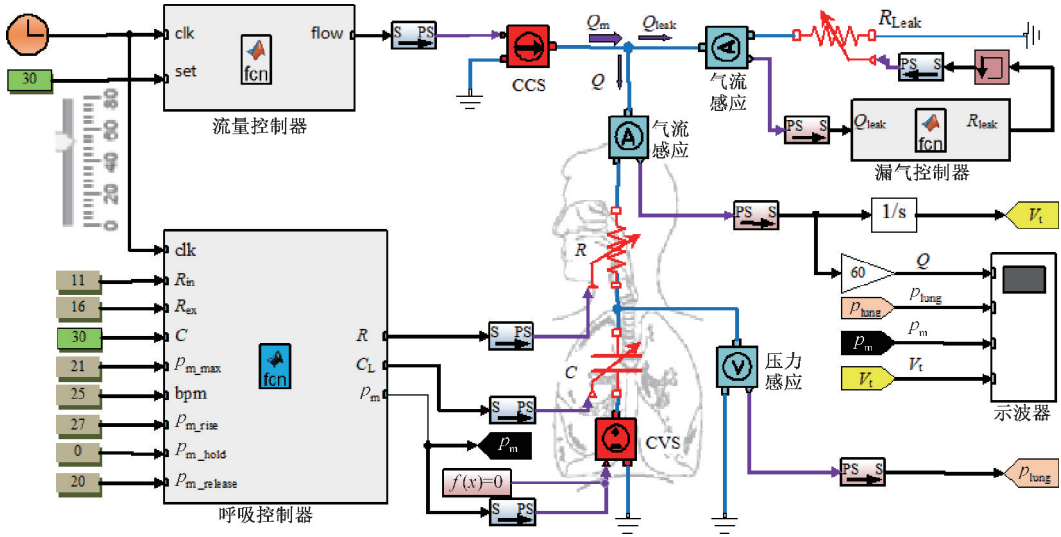 clk
set
flow
fcn
流量控制器
30
80
60
40
20
0
S PS
CCS
Qm
Qleak
Q
A
气流
感应
RLeak
PS S
PS S
Qleak
Rleak
fcn
漏气控制器
A
气流
感应
PS S
1/s
Vt
60
Q
plung
plung
pm
pm
Vt
Vt
示波器
11
16
30
21
25
27
0
20
clk
Rin
Rex
C
pm_max
bpm
pm_rise
pm_hold
pm_release
fcn
R
CL
pm
呼吸控制器
S PS
S PS
S PS
pm
f(x)=0
R
C
CVS
V
压力
感应
PS S
plung